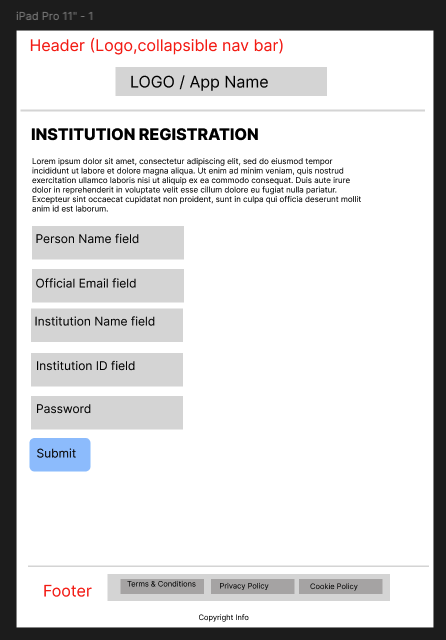 iPad Pro 11" - 1
Header (Logo,collapsible nav bar)
LOGO / App Name
INSTITUTION REGISTRATION
Lorem ipsum dolor sit amet, consectetur adipiscing elit, sed do eiusmod tempor
incididunt ut labore et dolore magna aliqua. Ut enim ad minim veniam, quis nostrud
exercitation ullamco laboris nisi ut aliquip ex ea commodo consequat. Duis aute irure
dolor in reprehenderit in voluptate velit esse cillum dolore eu fugiat nulla pariatur.
Excepteur sint occaecat cupidatat non proident, sunt in culpa qui officia deserunt mollit
anim id est laborum.
Person Name field
Official Email field
Institution Name field
Institution ID field
Password
Submit
Footer
Terms & Conditions
Privacy Policy
Cookie Policy
Copyright Info